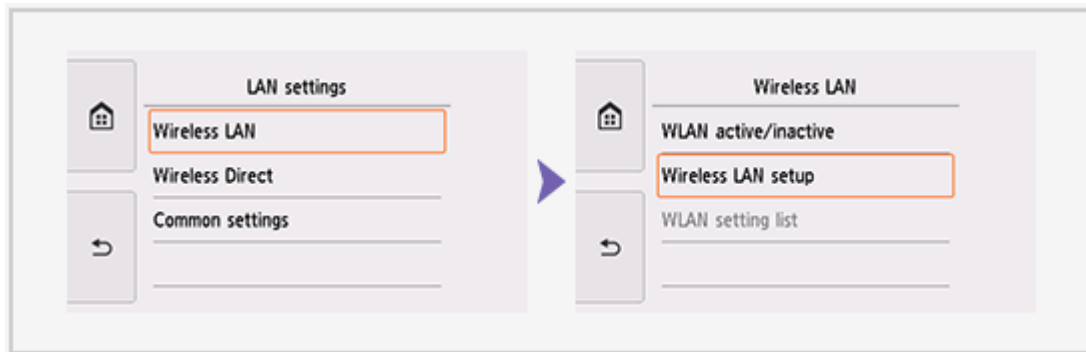 LAN settings
Wireless LAN
Wireless Direct
Common settings
Wireless LAN
WLAN active/inactive
Wireless LAN setup
WLAN setting list